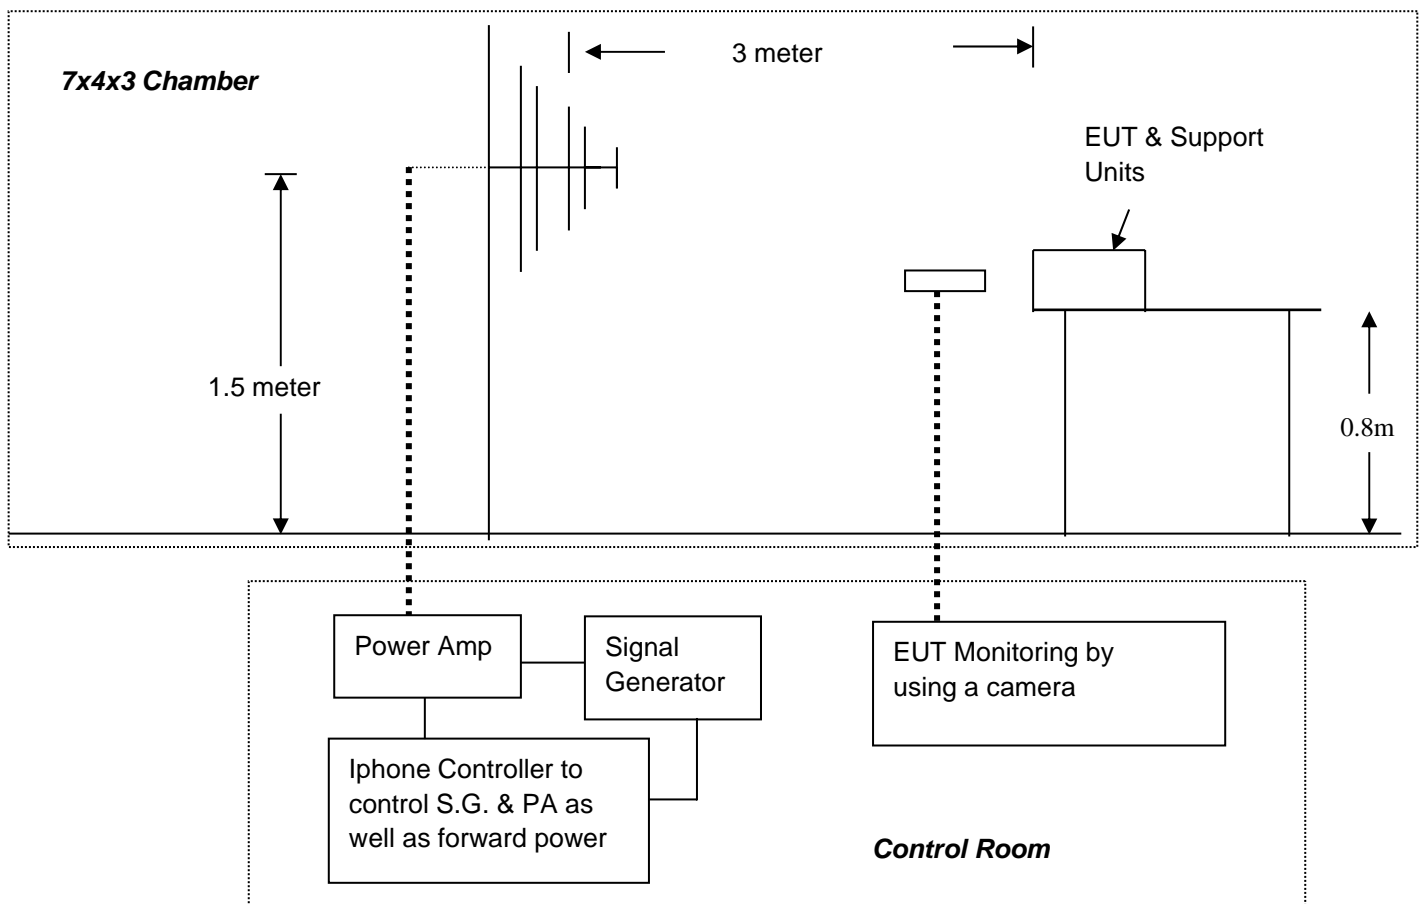 3 meter
7x4x3 Chamber
EUT & Support
Units
1.5 meter
0.8m
Power Amp
Signal
Generator
EUT Monitoring by
using a camera
Iphone Controller to
control S.G. & PA as
well as forward power
Control Room